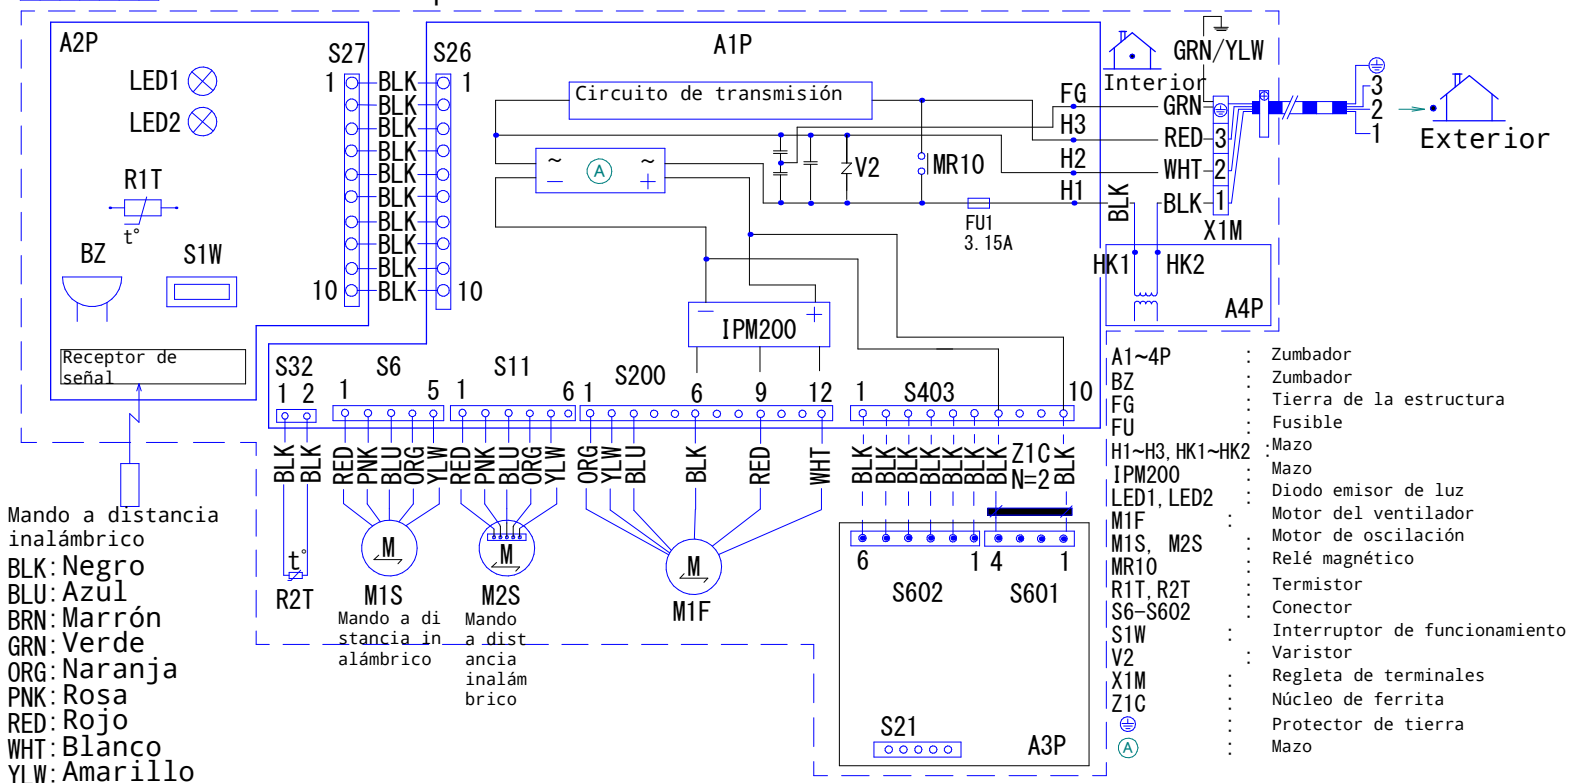 A2P
S27
S26
A1P
GRN/YLW
LED1
LED2
1
BLK
1
BLK
BLK
BLK
BLK
BLK
BLK
BLK
BLK
10
BLK
10
Circuito de transmisión
Interior
FG
GRN
H3
RED
3
H2
WHT
2
H1
BLK
1
BLK
X1M
3
2
1
Exterior
R1T
t°
BZ
S1W
~
~
A
−
+
V2
MR10
FU1
3.15A
HK1
HK2
A4P
−
+
IPM200
Receptor de
señal
S32
1 2
S6
1
5
S11
1
6
S200
1
6
9
12
S403
1
10
BLK
BLK
RED
PNK
BLU
ORG
YLW
RED
PNK
BLU
ORG
YLW
ORG
YLW
BLU
BLK
RED
WHT
BLK
BLK
BLK
BLK
BLK
BLK
BLK
Z1C
N=2
BLK
t°
R2T
M
M1S
Mando a di
stancia in
alámbrico
M
M2S
Mando
a dist
ancia
inalám
brico
M
M1F
6
1
4
1
S602
S601
S21
A3P
Mando a distancia
inalámbrico
BLK: Negro
BLU: Azul
BRN: Marrón
GRN: Verde
ORG: Naranja
PNK: Rosa
RED: Rojo
WHT: Blanco
YLW: Amarillo
A1~4P : Zumbador
BZ : Zumbador
FG : Tierra de la estructura
FU : Fusible
H1~H3, HK1~HK2 : Mazo
IPM200 : Mazo
LED1, LED2 : Diodo emisor de luz
M1F : Motor del ventilador
M1S, M2S : Motor de oscilación
MR10 : Relé magnético
R1T, R2T : Termistor
S6-S602 : Conector
S1W : Interruptor de funcionamiento
V2 : Varistor
X1M : Regleta de terminales
Z1C : Núcleo de ferrita
: Protector de tierra
A : Mazo